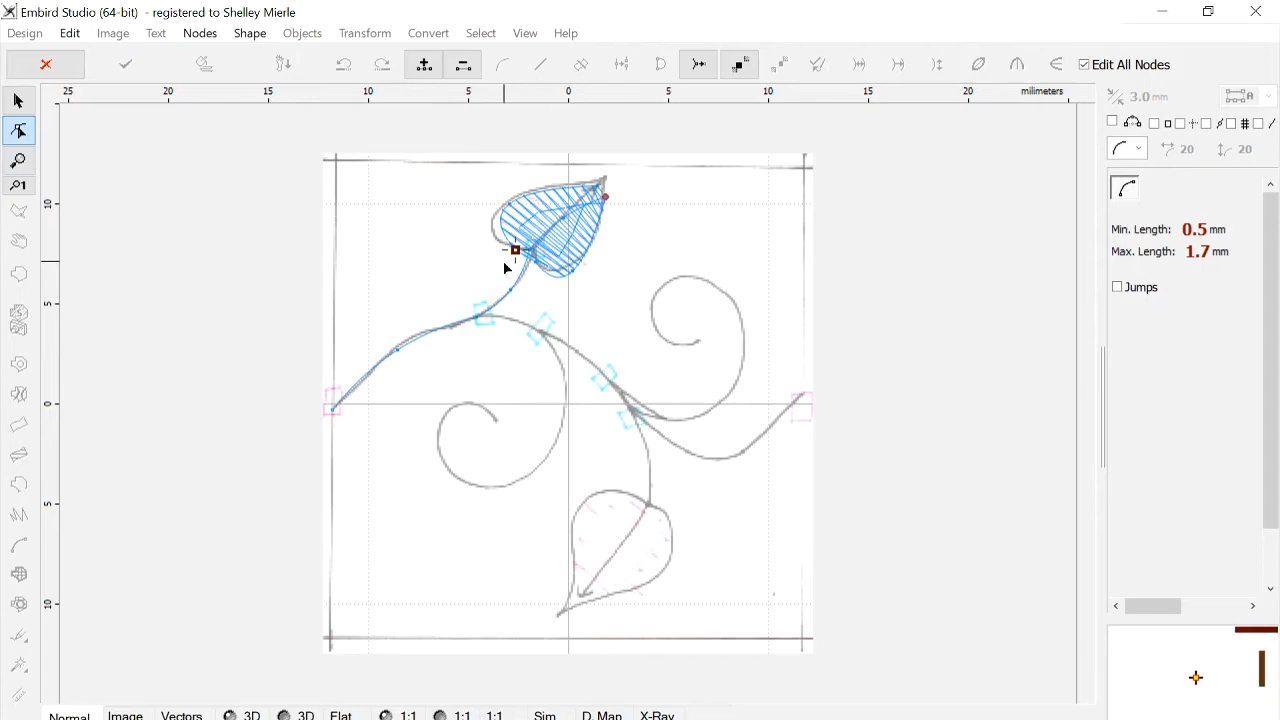 Embird Studio (64-bit) - registered to Shelley Mierle
Design Edit Image Text Nodes Shape Objects Transform Convert Select View Help
Edit All Nodes
25 20 15 10 5 0 5 10 15 20 milimeters
3.0 mm
A
20 20
1
10
5
0
5
10
Min. Length: 0.5 mm
Max. Length: 1.7 mm
Jumps
Normal Image Vectors 3D 3D Flat 1:1 1:1 1:1 Sim D. Map X-Ray